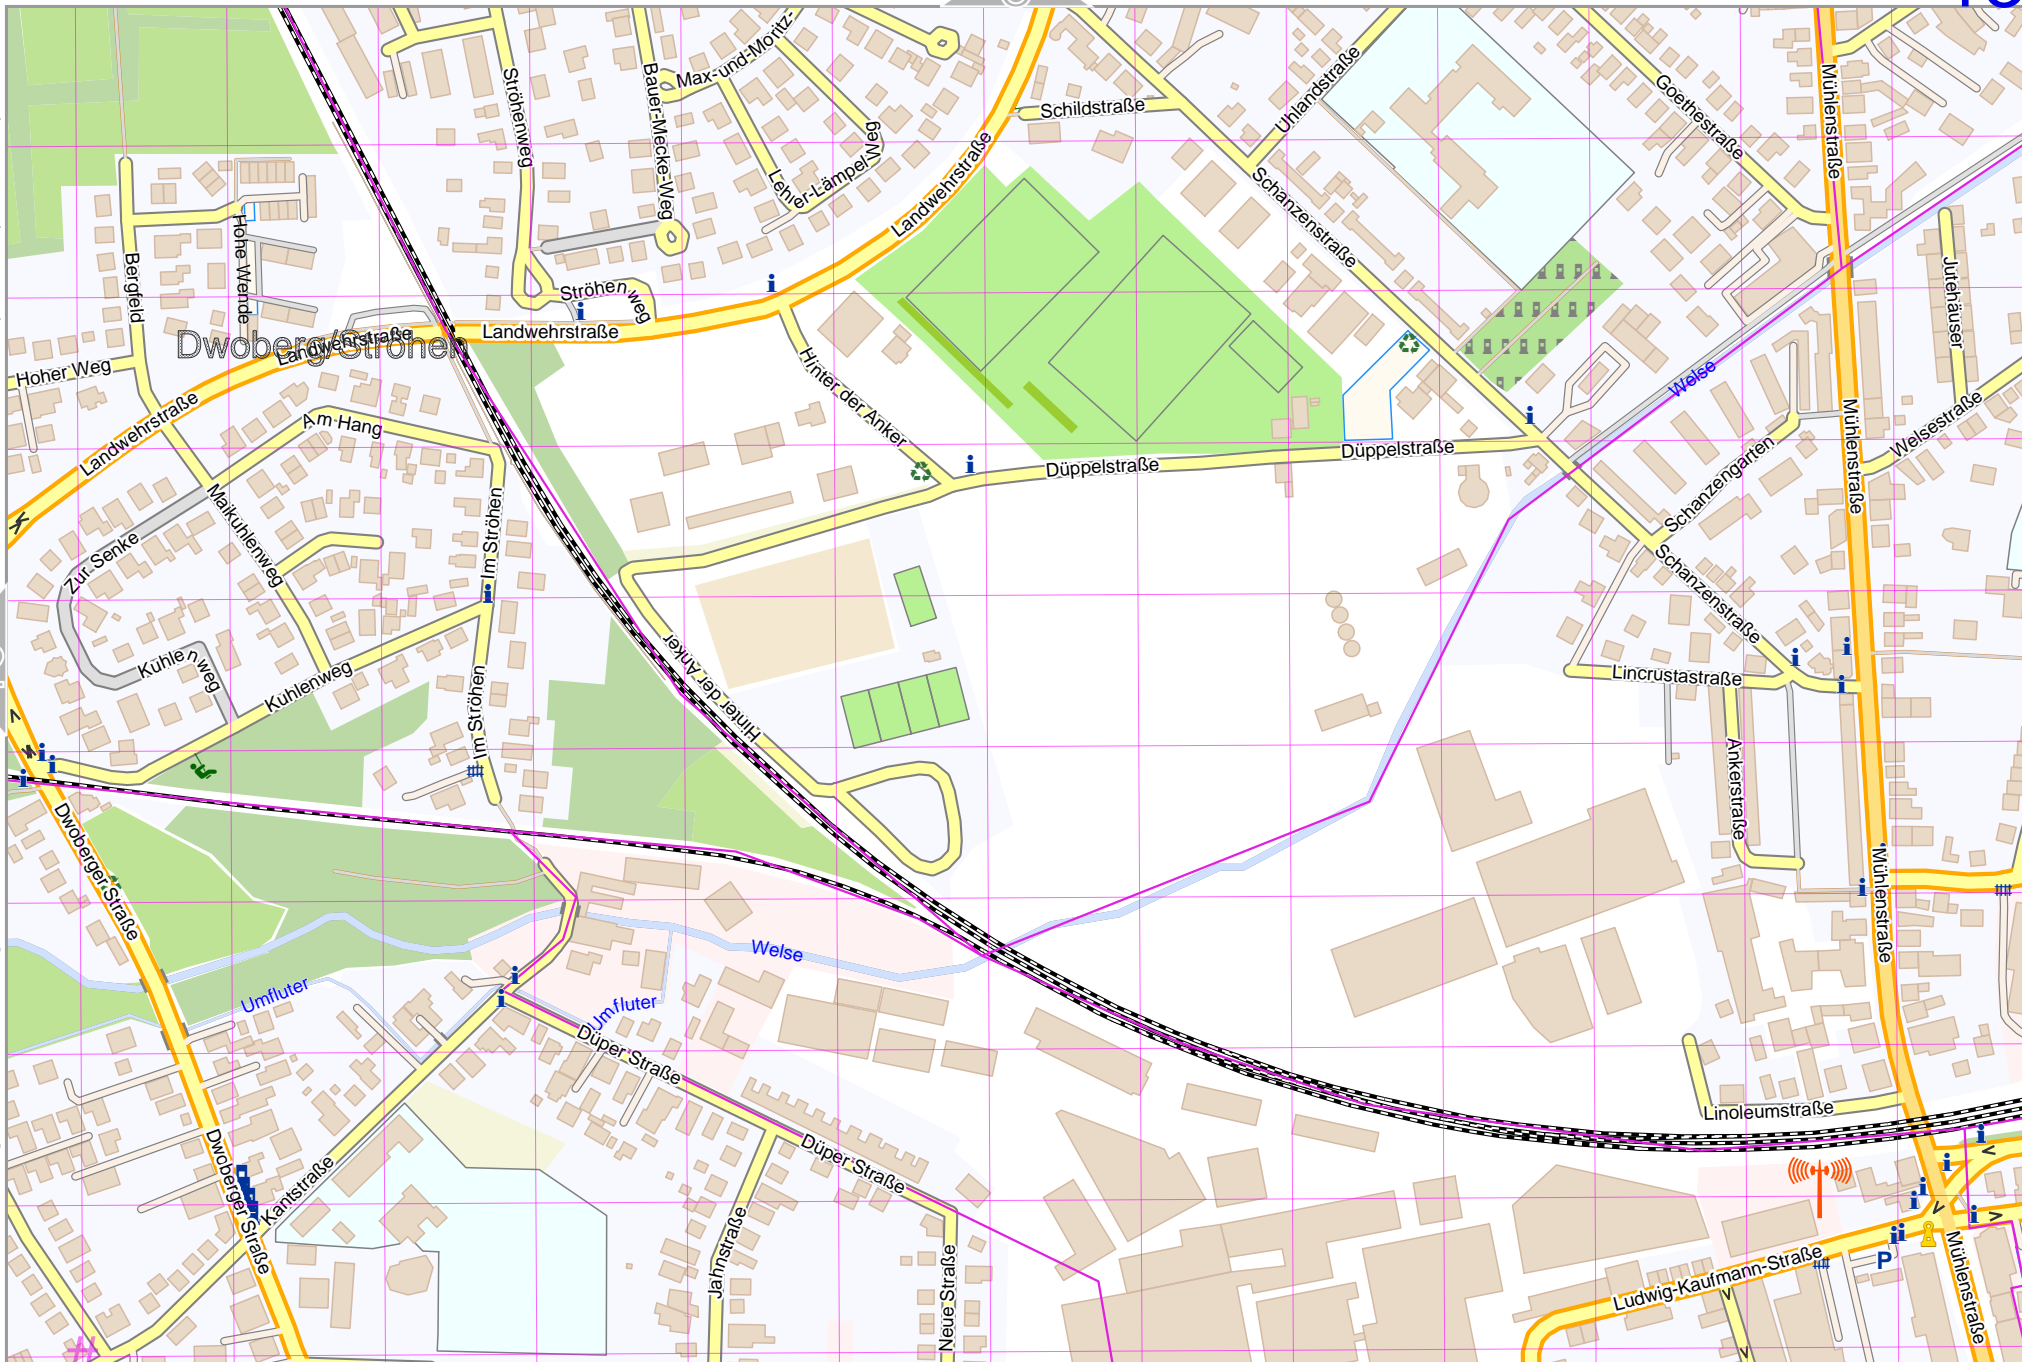 Ströhenweg
Bauer-Mecke-Weg
Max-und-Moritz-
Weg
Lehrer-Lämpel-
Schildstraße
Uhlandstraße
Goethestraße
Mühlenstraße
Landwehrstraße
Schanzenstraße
Hohe Wende
Bergfeld
Ströhenweg
Jutehäuser
Landwehrstraße
Landwehrstraße
Dwoberg/Ströhen
Hoher Weg
Hinter der Anker
Welse
Landwehrstraße
Am Hang
Düppelstraße
Düppelstraße
Mühlenstraße
Welsestraße
Schanzengarten
Maikuhlenweg
Im Ströhen
Zur Senke
Schanzenstraße
Kuhlenweg
Kuhlenweg
Im Ströhen
Hinter der Anker
Lincrustastraße
Ankerstraße
Dwoberger Straße
Mühlenstraße
Welse
Umfluter
Umfluter
Düper Straße
Linoleumstraße
Düper Straße
Dwoberger Straße
Kantstraße
Jahnstraße
Neue Straße
P
Ludwig-Kaufmann-Straße
Mühlenstraße